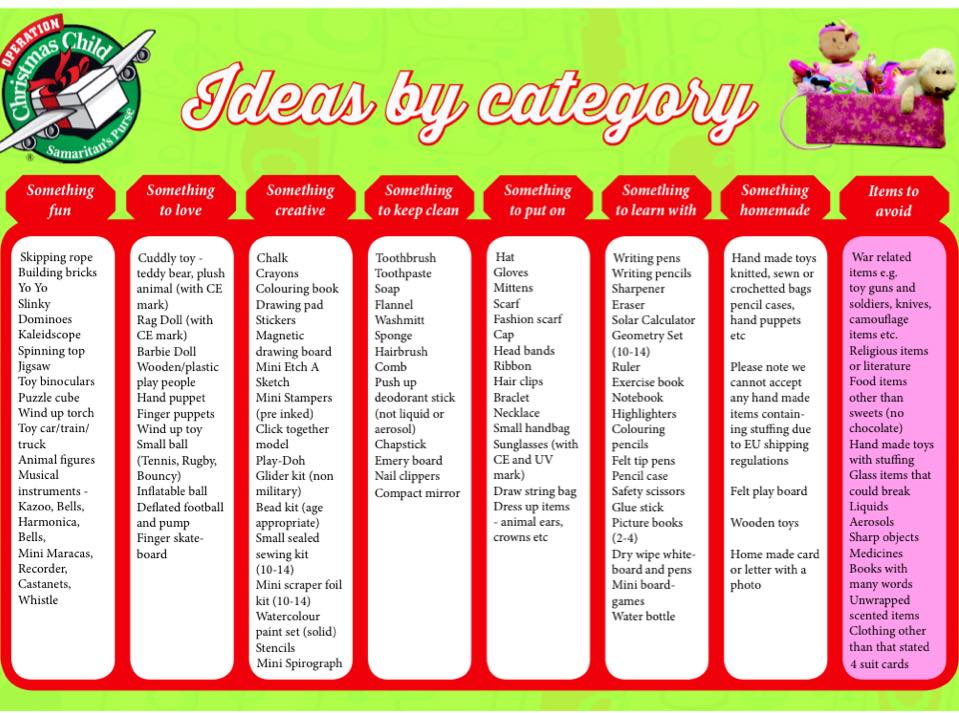 OPERATION
Christmas Child
Samaritan's Purse
®
Ideas by category
Something
fun
Something
to love
Something
creative
Something
to keep clean
Something
to put on
Something
to learn with
Something
homemade
Items to
avoid
Skipping rope
Building bricks
Yo Yo
Slinky
Dominoes
Kaleidscope
Spinning top
Jigsaw
Toy binoculars
Puzzle cube
Wind up torch
Toy car/train/
truck
Animal figures
Musical
instruments -
Kazoo, Bells,
Harmonica,
Bells,
Mini Maracas,
Recorder,
Castanets,
Whistle
Cuddly toy -
teddy bear, plush
animal (with CE
mark)
Rag Doll (with
CE mark)
Barbie Doll
Wooden/plastic
play people
Hand puppet
Finger puppets
Wind up toy
Small ball
(Tennis, Rugby,
Bouncy)
Inflatable ball
Deflated football
and pump
Finger skate-
board
Chalk
Crayons
Colouring book
Drawing pad
Stickers
Magnetic
drawing board
Mini Etch A
Sketch
Mini Stampers
(pre inked)
Click together
model
Play-Doh
Glider kit (non
military)
Bead kit (age
appropriate)
Small sealed
sewing kit
(10-14)
Mini scraper foil
kit (10-14)
Watercolour
paint set (solid)
Stencils
Mini Spirograph
Toothbrush
Toothpaste
Soap
Flannel
Washmitt
Sponge
Hairbrush
Comb
Push up
deodorant stick
(not liquid or
aerosol)
Chapstick
Emery board
Nail clippers
Compact mirror
Hat
Gloves
Mittens
Scarf
Fashion scarf
Cap
Head bands
Ribbon
Hair clips
Braclet
Necklace
Small handbag
Sunglasses (with
CE and UV
mark)
Draw string bag
Dress up items
- animal ears,
crowns etc
Writing pens
Writing pencils
Sharpener
Eraser
Solar Calculator
Geometry Set
(10-14)
Ruler
Exercise book
Notebook
Highlighters
Colouring
pencils
Felt tip pens
Pencil case
Safety scissors
Glue stick
Picture books
(2-4)
Dry wipe white-
board and pens
Mini board-
games
Water bottle
Hand made toys
knitted, sewn or
crochetted bags
pencil cases,
hand puppets
etc
Please note we
cannot accept
any hand made
items contain-
ing stuffing due
to EU shipping
regulations
Felt play board
Wooden toys
Home made card
or letter with a
photo
War related
items e.g.
toy guns and
soldiers, knives,
camouflage
items etc.
Religious items
or literature
Food items
other than
sweets (no
chocolate)
Hand made toys
with stuffing
Glass items that
could break
Liquids
Aerosols
Sharp objects
Medicines
Books with
many words
Unwrapped
scented items
Clothing other
than that stated
4 suit cards